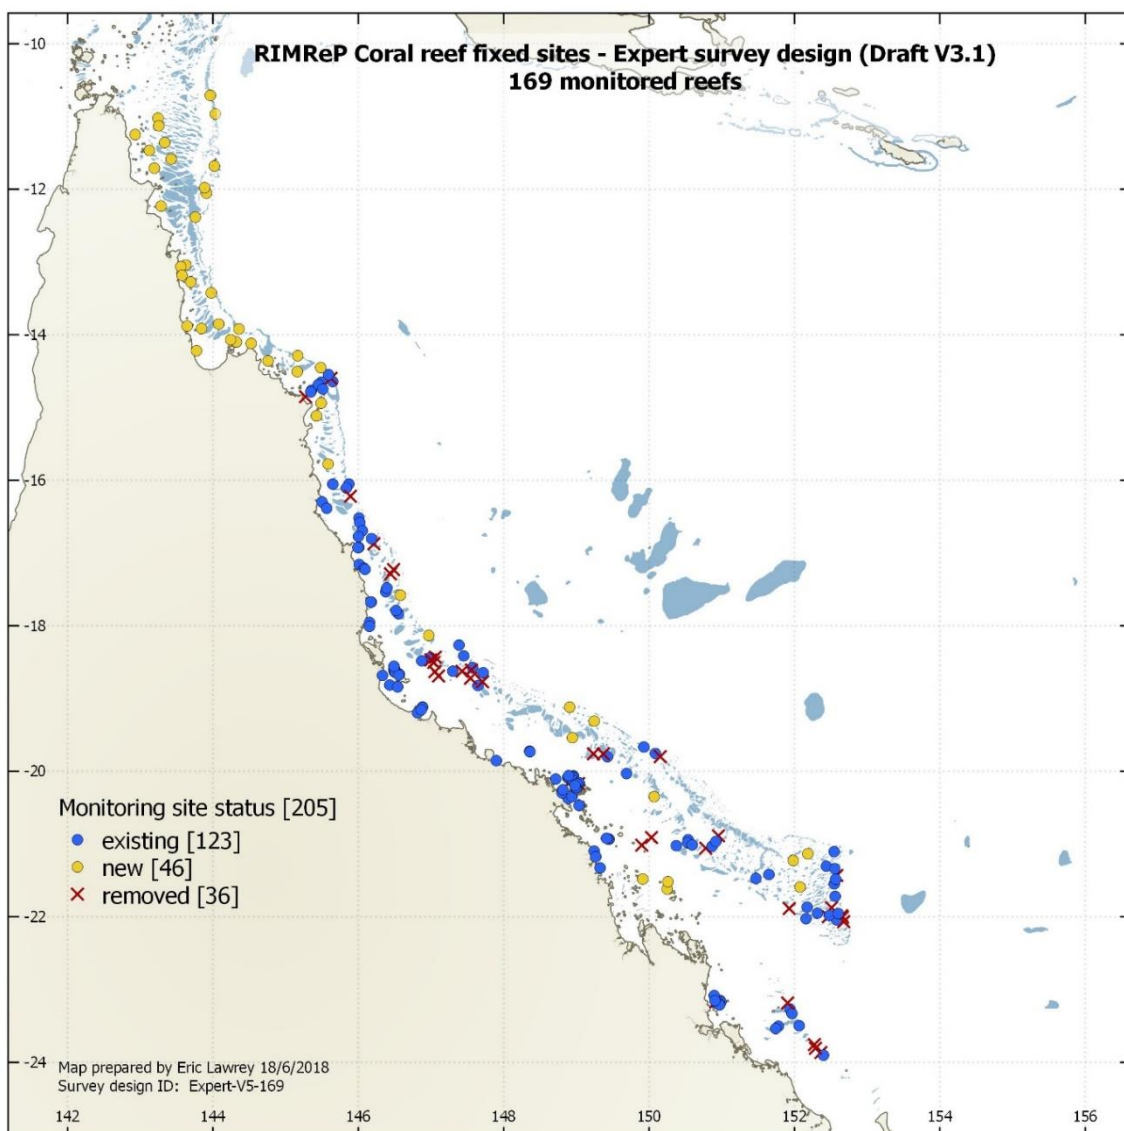 RIMReP Coral reef fixed sites - Expert survey design (Draft V3.1)
169 monitored reefs
-10
-12
-14
-16
-18
-20
-22
-24
Monitoring site status [205]
existing [123]
new [46]
removed [36]
Map prepared by Eric Lawrey 18/6/2018
Survey design ID: Expert-V5-169
142
144
146
148
150
152
154
156